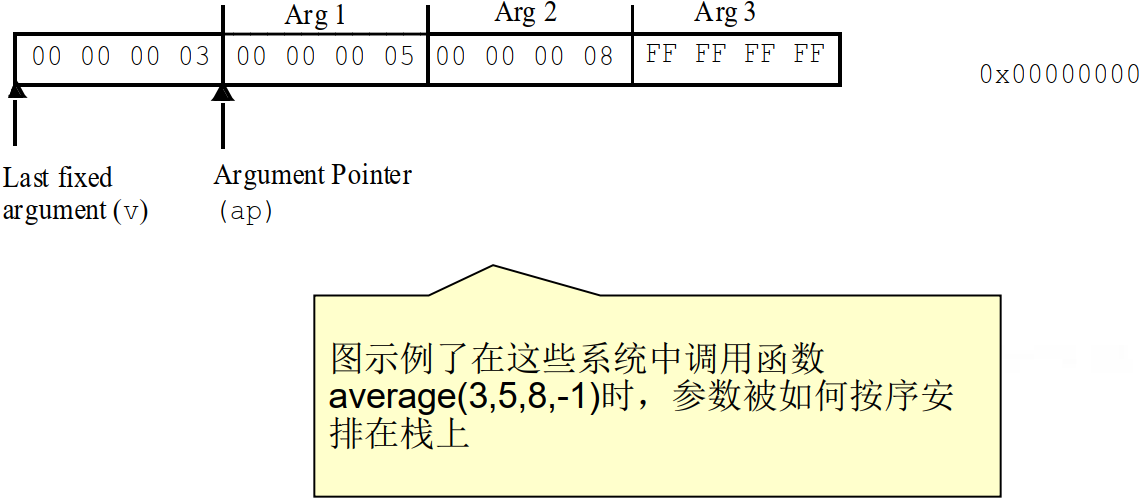 Arg 1 Arg 2 Arg 3
00 00 00 03 00 00 00 05 00 00 00 08 FF FF FF FF
0x00000000
Last fixed
argument (v)
Argument Pointer
(ap)
图示例了在这些系统中调用函数
average(3,5,8,-1)时，参数被如何按序安
排在栈上